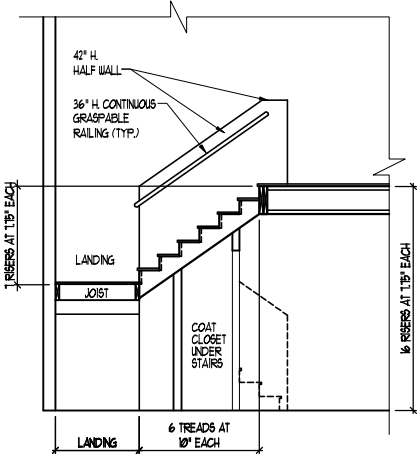 42" H.
HALF WALL
36" H. CONTINUOUS
GRASPABLE
RAILING (TYP.)
7 RISERS AT 7.75" EACH
LANDING
JOIST
COAT
CLOSET
UNDER
STAIRS
16 RISERS AT 7.75" EACH
LANDING
6 TREADS AT
10" EACH